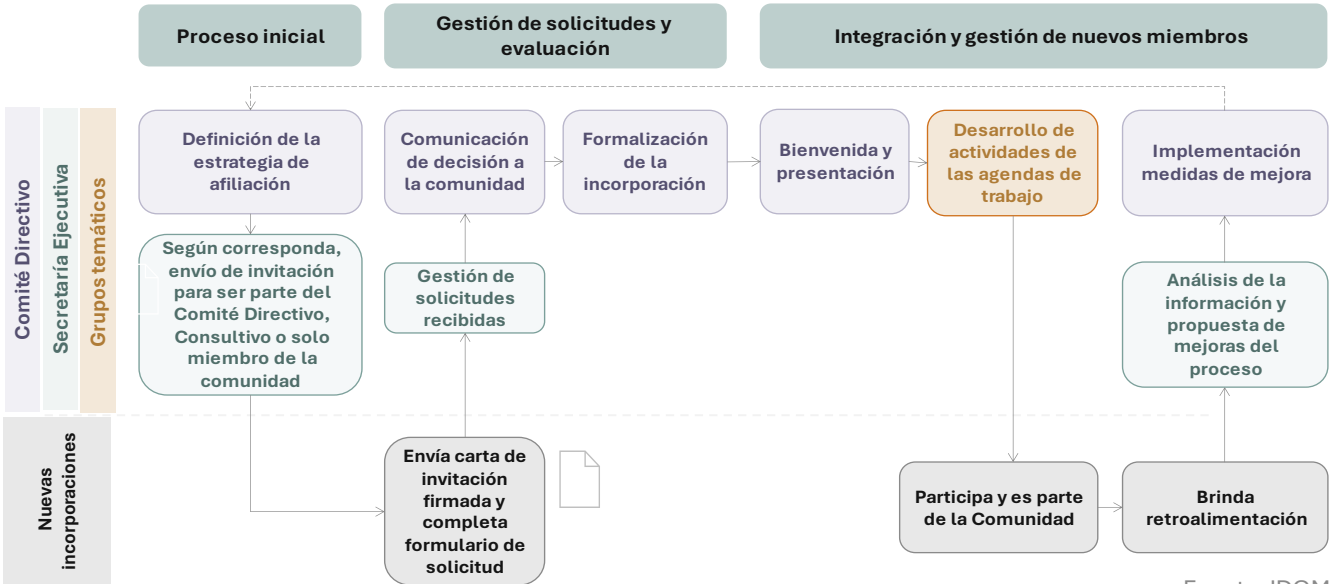 Proceso inicial
Gestión de solicitudes y
evaluación
Integración y gestión de nuevos miembros
Comité Directivo
Secretaría Ejecutiva
Grupos temáticos
Definición de la
estrategia de
afiliación
Comunicación
de decisión a
la comunidad
Formalización
de la
incorporación
Bienvenida y
presentación
Desarrollo de
actividades de
las agendas de
trabajo
Implementación
medidas de mejora
Según corresponda,
envío de invitación
para ser parte del
Comité Directivo,
Consultivo o solo
miembro de la
comunidad
Gestión de
solicitudes
recibidas
Análisis de la
información y
propuesta de
mejoras del
proceso
Nuevas
incorporaciones
Envía carta de
invitación
firmada y
completa
formulario de
solicitud
Participa y es parte
de la Comunidad
Brinda
retroalimentación